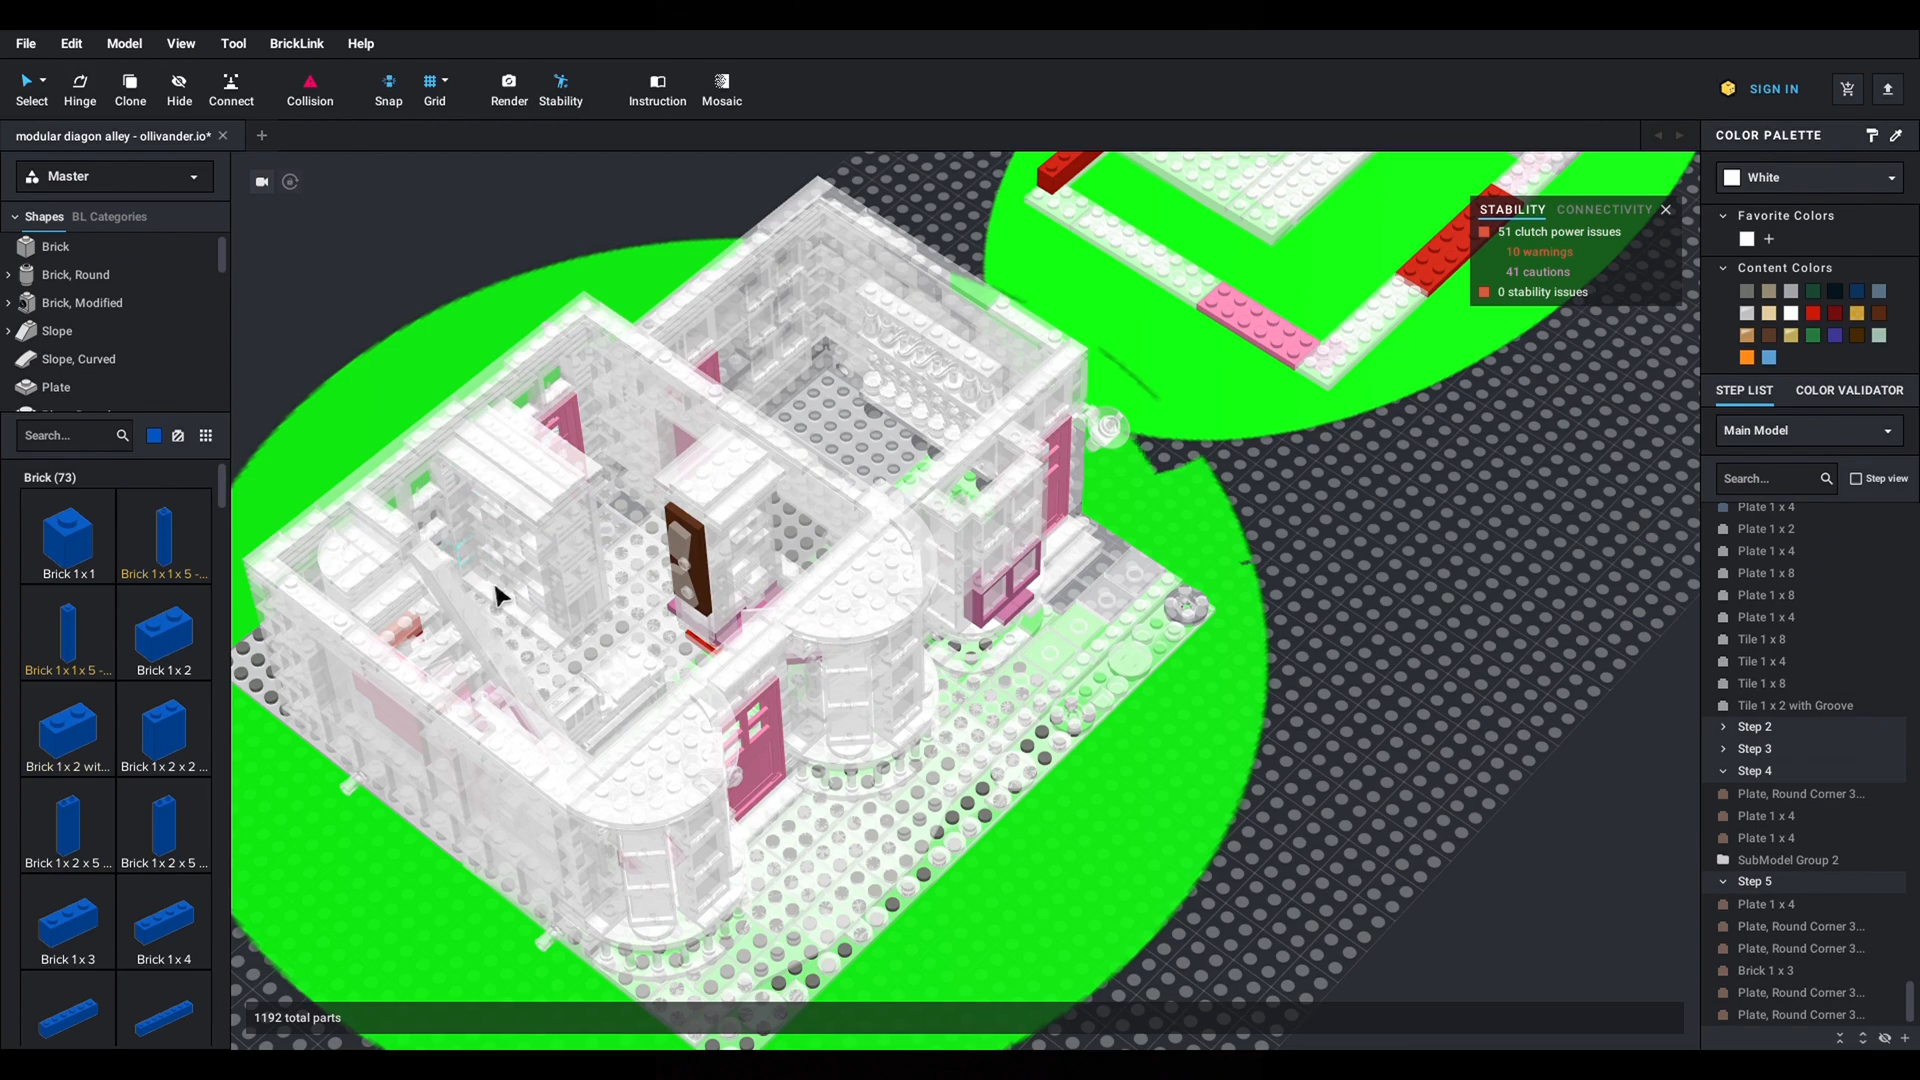 File Edit Model View Tool BrickLink Help
Select Hinge Clone Hide Connect Collision Snap Grid Render Stability Instruction Mosaic
SIGN IN
modular diagon alley - ollivander.io*
Master
Shapes BL Categories
Brick
Brick, Round
Brick, Modified
Slope
Slope, Curved
Plate
Search...
Brick (73)
Brick 1 x 1 Brick 1 x 1 x 5 -...
Brick 1 x 1 x 5 -... Brick 1 x 2
Brick 1 x 2 wit... Brick 1 x 2 x 2 ...
Brick 1 x 2 x 5 ... Brick 1 x 2 x 5 ...
Brick 1 x 3 Brick 1 x 4
STABILITY CONNECTIVITY
51 clutch power issues
10 warnings
41 cautions
0 stability issues
1192 total parts
COLOR PALETTE
White
Favorite Colors
Content Colors
STEP LIST COLOR VALIDATOR
Main Model
Search... Step view
Plate 1 x 4
Plate 1 x 2
Plate 1 x 4
Plate 1 x 8
Plate 1 x 8
Plate 1 x 4
Tile 1 x 8
Tile 1 x 4
Tile 1 x 8
Tile 1 x 2 with Groove
Step 2
Step 3
Step 4
Plate, Round Corner 3...
Plate 1 x 4
Plate 1 x 4
SubModel Group 2
Step 5
Plate 1 x 4
Plate, Round Corner 3...
Plate, Round Corner 3...
Brick 1 x 3
Plate, Round Corner 3...
Plate, Round Corner 3...